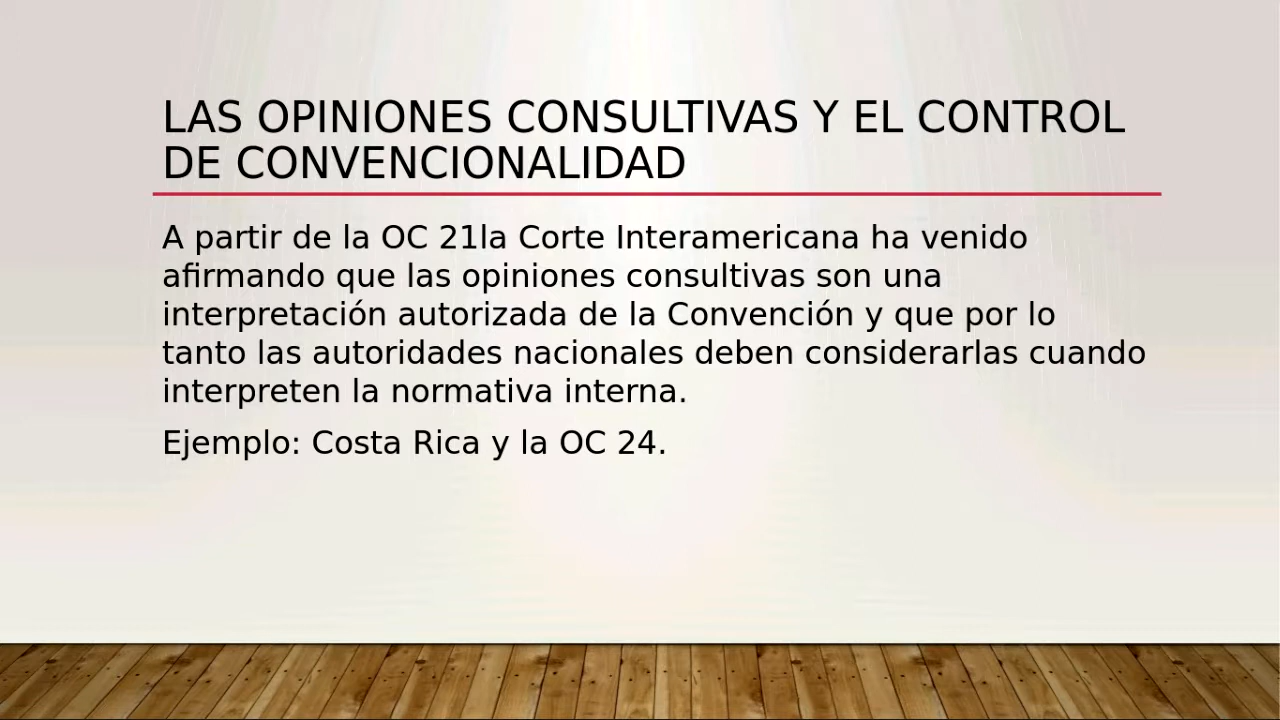 LAS OPINIONES CONSULTIVAS Y EL CONTROL
DE CONVENCIONALIDAD
A partir de la OC 21la Corte Interamericana ha venido
afirmando que las opiniones consultivas son una
interpretación autorizada de la Convención y que por lo
tanto las autoridades nacionales deben considerarlas cuando
interpreten la normativa interna.
Ejemplo: Costa Rica y la OC 24.